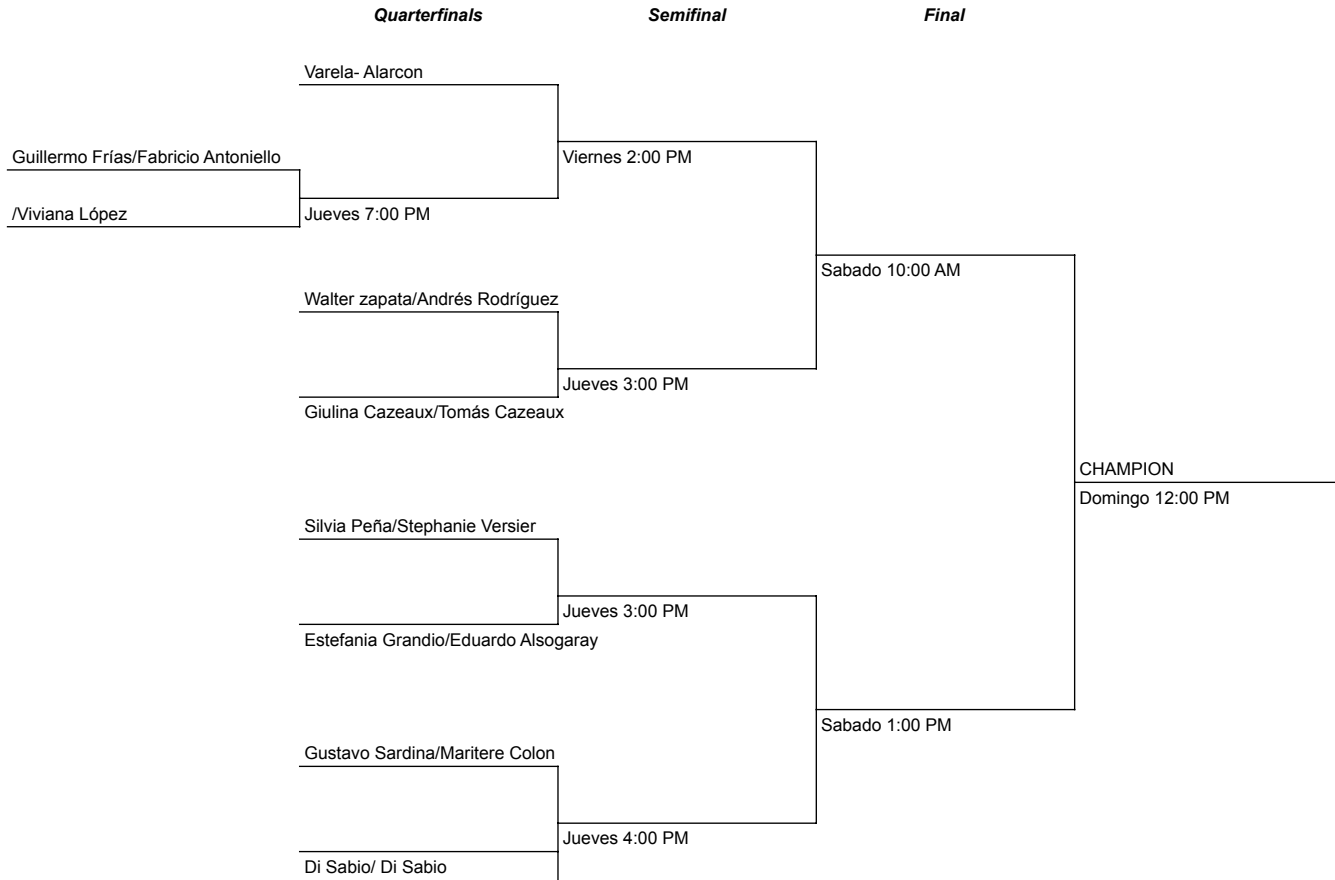 Quarterfinals Semifinal Final
Varela- Alarcon
Guillermo Frías/Fabricio Antoniello
Viernes 2:00 PM
/Viviana López
Jueves 7:00 PM
Sabado 10:00 AM
Walter zapata/Andrés Rodríguez
Jueves 3:00 PM
Giulina Cazeaux/Tomás Cazeaux
CHAMPION
Domingo 12:00 PM
Silvia Peña/Stephanie Versier
Jueves 3:00 PM
Estefania Grandio/Eduardo Alsogaray
Sabado 1:00 PM
Gustavo Sardina/Maritere Colon
Jueves 4:00 PM
Di Sabio/ Di Sabio